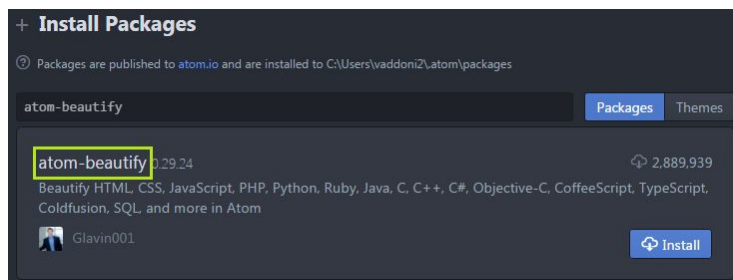 + Install Packages
? Packages are published to atom.io and are installed to C:\Users\vaddoni2\.atom\packages
atom-beautify
Packages Themes
atom-beautify 0.29.24 2,889,939
Beautify HTML, CSS, JavaScript, PHP, Python, Ruby, Java, C, C++, C#, Objective-C, CoffeeScript, TypeScript,
Coldfusion, SQL, and more in Atom
Glavin001
Install